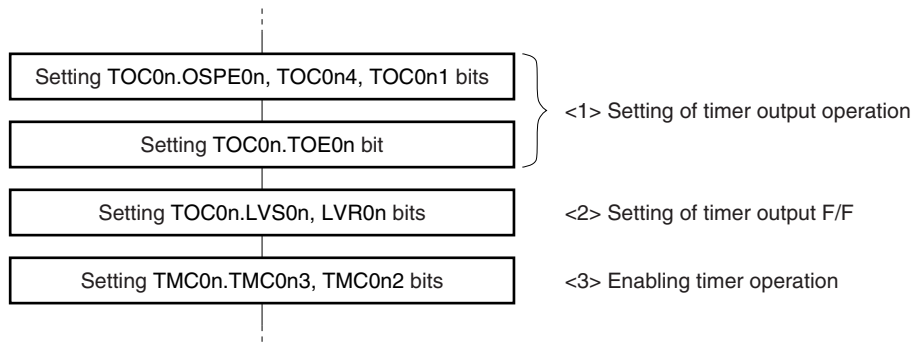 Setting TOC0n.OSPE0n, TOC0n4, TOC0n1 bits
<1> Setting of timer output operation
Setting TOC0n.TOE0n bit
Setting TOC0n.LVS0n, LVR0n bits
<2> Setting of timer output F/F
Setting TMC0n.TMC0n3, TMC0n2 bits
<3> Enabling timer operation